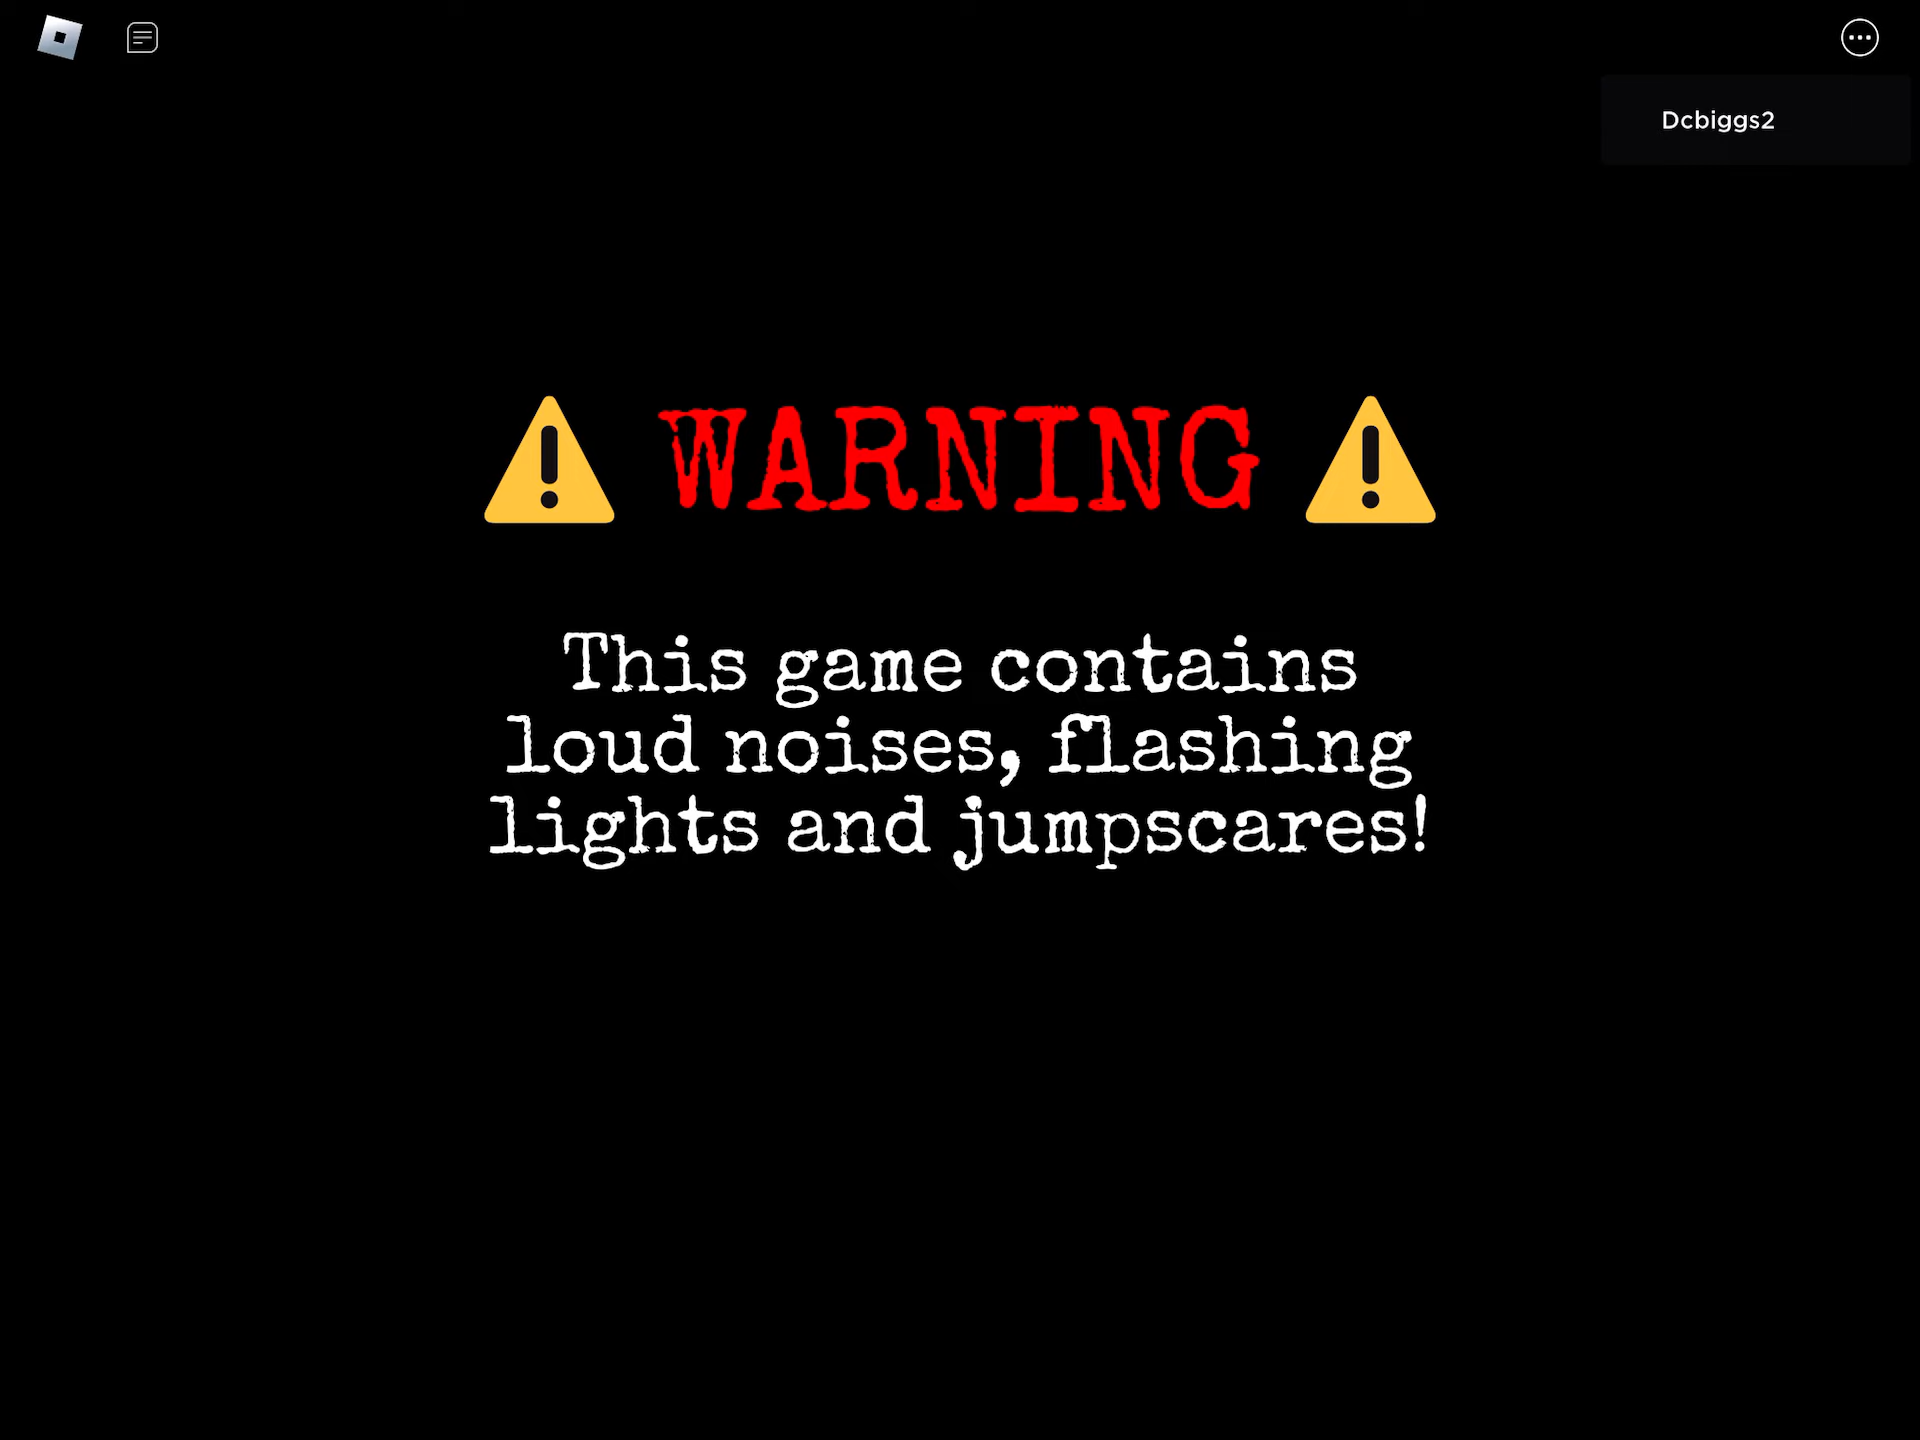 Dcbiggs2
⚠️ WARNING ⚠️
This game contains
loud noises, flashing
lights and jumpscares!